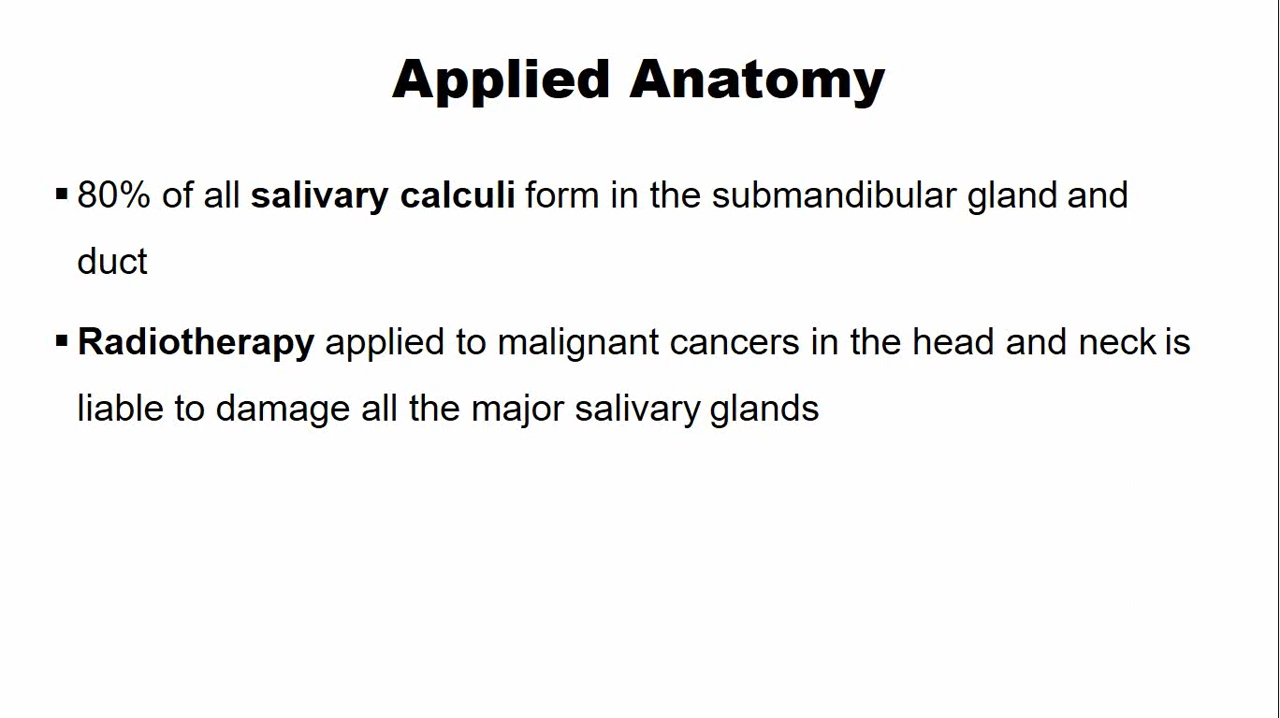 Applied Anatomy
▪ 80% of all salivary calculi form in the submandibular gland and
duct
▪ Radiotherapy applied to malignant cancers in the head and neck is
liable to damage all the major salivary glands